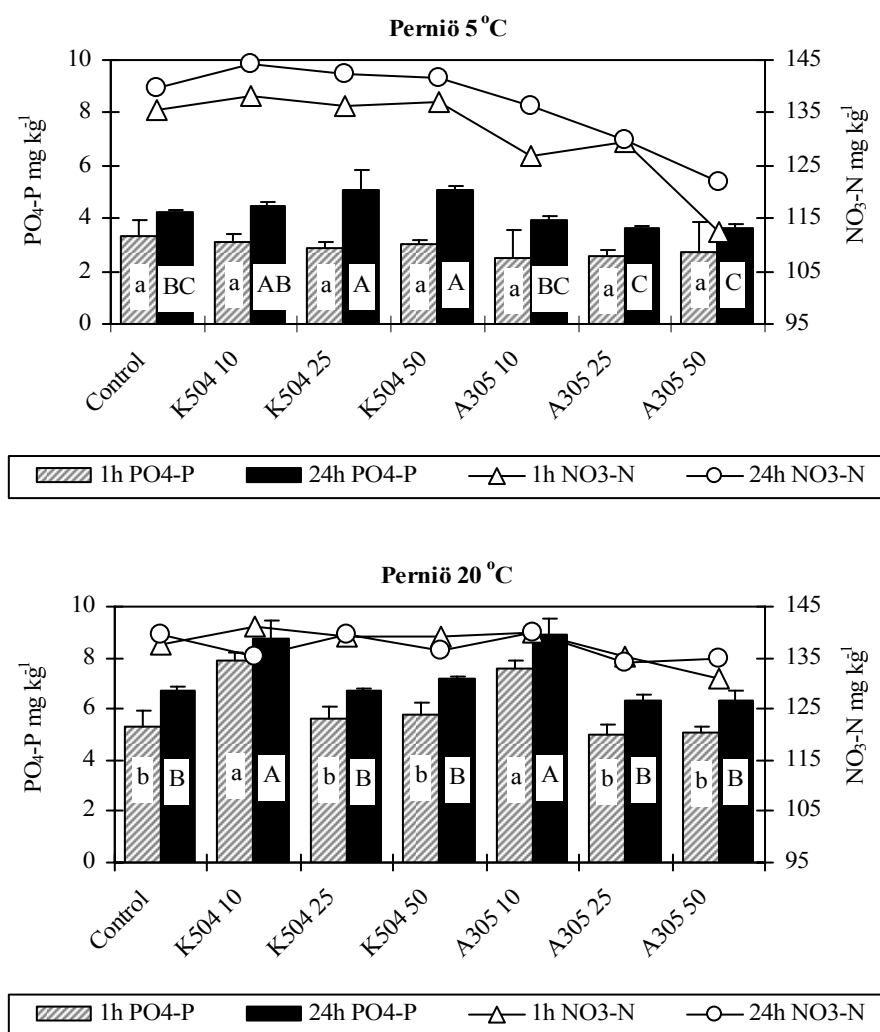 Perniö 5 °C
10
8
6
4
2
0
PO4-P mg kg-1
145
135
125
115
105
95
NO3-N mg kg-1
a BC a AB a A a A a BC a C a C
Control K504 10 K504 25 K504 50 A305 10 A305 25 A305 50
1h PO4-P 24h PO4-P 1h NO3-N 24h NO3-N
Perniö 20 °C
10
8
6
4
2
0
PO4-P mg kg-1
145
135
125
115
105
95
NO3-N mg kg-1
b B a A b B b B a A b B b B
Control K504 10 K504 25 K504 50 A305 10 A305 25 A305 50
1h PO4-P 24h PO4-P 1h NO3-N 24h NO3-N